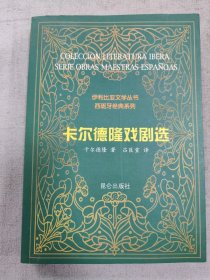 COLECCIÓN LITERATURA IBERA
SERIE OBRAS MAESTRAS ESPAÑOLAS
伊利比亚文学丛书
西班牙经典系列
卡尔德隆戏剧选
卡尔德隆 著 吕臣重 译
昆仑出版社